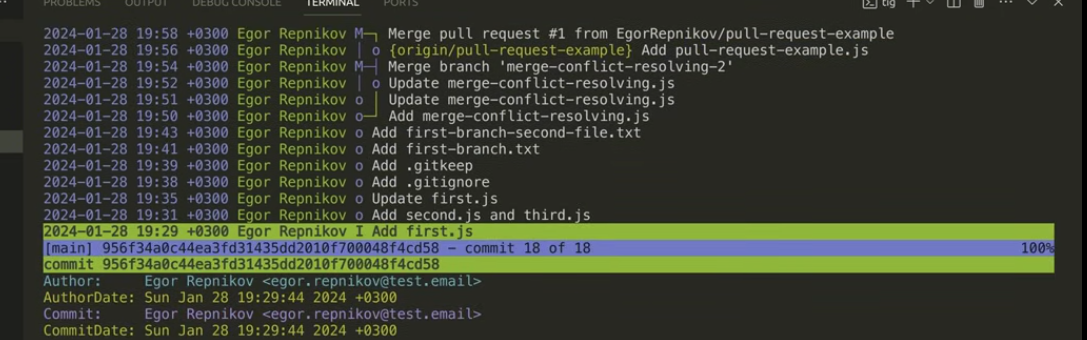 PROBLEMS OUTPUT DEBUG CONSOLE TERMINAL PORTS tig
2024-01-28 19:58 +0300 Egor Repnikov M─┐ Merge pull request #1 from EgorRepnikov/pull-request-example
2024-01-28 19:56 +0300 Egor Repnikov │ o {origin/pull-request-example} Add pull-request-example.js
2024-01-28 19:54 +0300 Egor Repnikov M─┤ Merge branch 'merge-conflict-resolving-2'
2024-01-28 19:52 +0300 Egor Repnikov │ o Update merge-conflict-resolving.js
2024-01-28 19:51 +0300 Egor Repnikov o │ Update merge-conflict-resolving.js
2024-01-28 19:50 +0300 Egor Repnikov o─┘ Add merge-conflict-resolving.js
2024-01-28 19:43 +0300 Egor Repnikov o Add first-branch-second-file.txt
2024-01-28 19:41 +0300 Egor Repnikov o Add first-branch.txt
2024-01-28 19:39 +0300 Egor Repnikov o Add .gitkeep
2024-01-28 19:38 +0300 Egor Repnikov o Add .gitignore
2024-01-28 19:35 +0300 Egor Repnikov o Update first.js
2024-01-28 19:31 +0300 Egor Repnikov o Add second.js and third.js
2024-01-28 19:29 +0300 Egor Repnikov I Add first.js
[main] 956f34a0c44ea3fd31435dd2010f700048f4cd58 - commit 18 of 18 100%
commit 956f34a0c44ea3fd31435dd2010f700048f4cd58
Author: Egor Repnikov <egor.repnikov@test.email>
AuthorDate: Sun Jan 28 19:29:44 2024 +0300
Commit: Egor Repnikov <egor.repnikov@test.email>
CommitDate: Sun Jan 28 19:29:44 2024 +0300